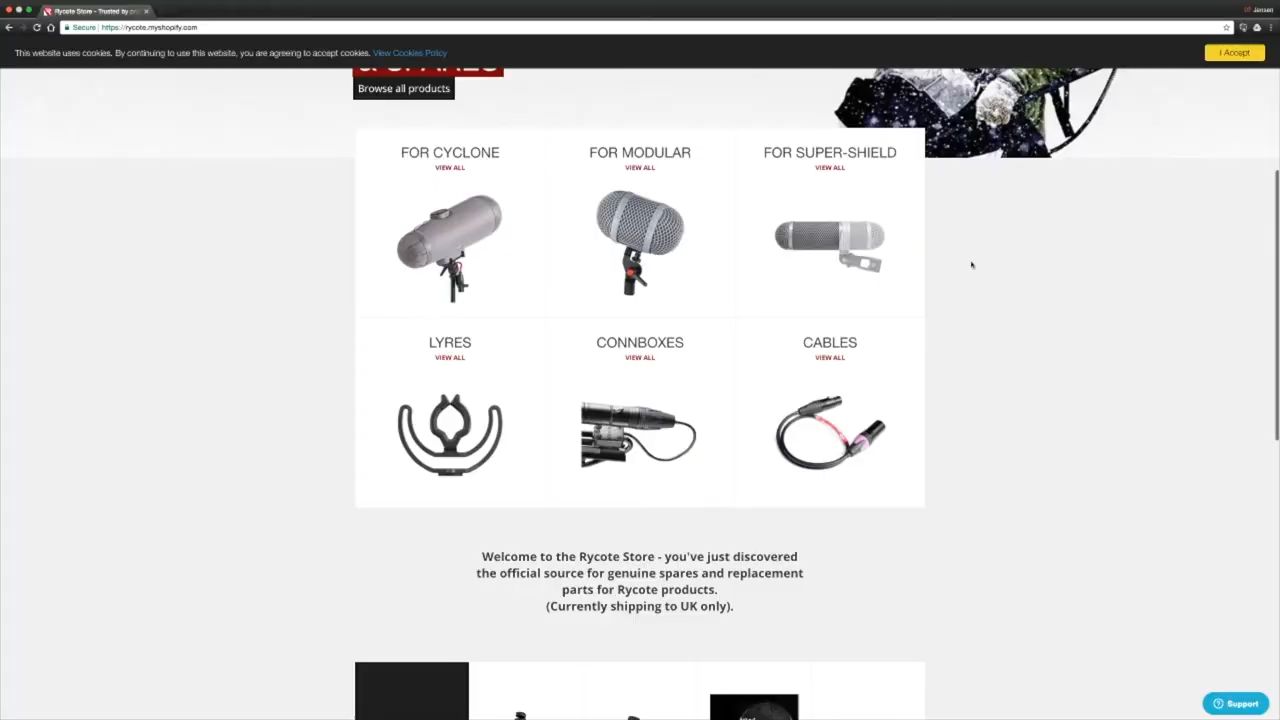 Rycote Store - Trusted by
Jensen
Secure
https://rycote.myshopify.com
This website uses cookies. By continuing to use this website, you are agreeing to accept cookies. View Cookies Policy
I Accept
& SPARES
Browse all products
FOR CYCLONE
VIEW ALL
FOR MODULAR
VIEW ALL
FOR SUPER-SHIELD
VIEW ALL
LYRES
VIEW ALL
CONNBOXES
VIEW ALL
CABLES
VIEW ALL
Welcome to the Rycote Store - you've just discovered
the official source for genuine spares and replacement
parts for Rycote products.
(Currently shipping to UK only).
Support